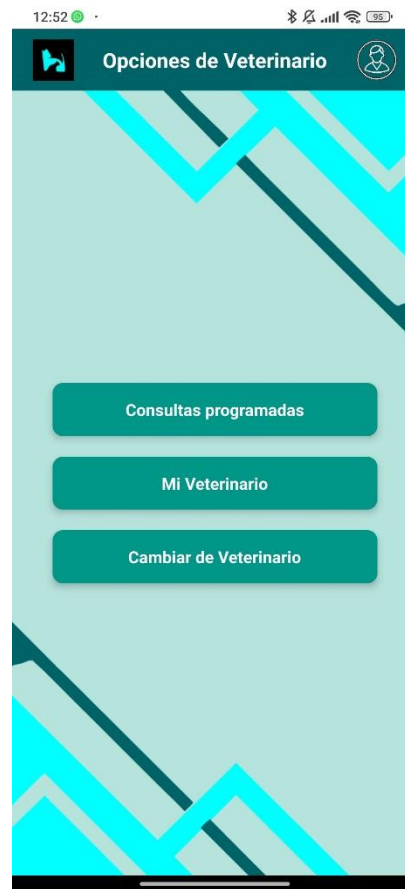 12:52
95
Opciones de Veterinario
Consultas programadas
Mi Veterinario
Cambiar de Veterinario